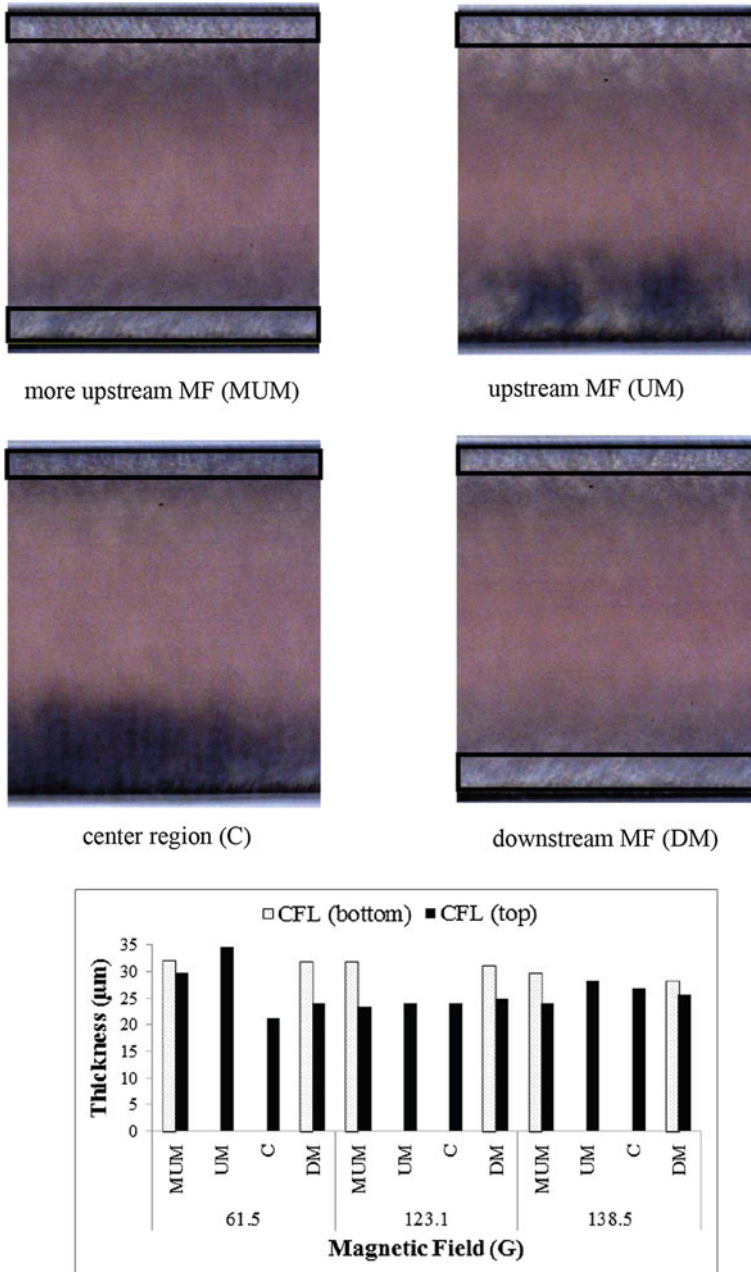 more upstream MF (MUM)
upstream MF (UM)
center region (C)
downstream MF (DM)
CFL (bottom) CFL (top)
Thickness (μm)
35
30
25
20
15
10
5
0
MUM UM C DM MUM UM C DM MUM UM C DM
61.5 123.1 138.5
Magnetic Field (G)